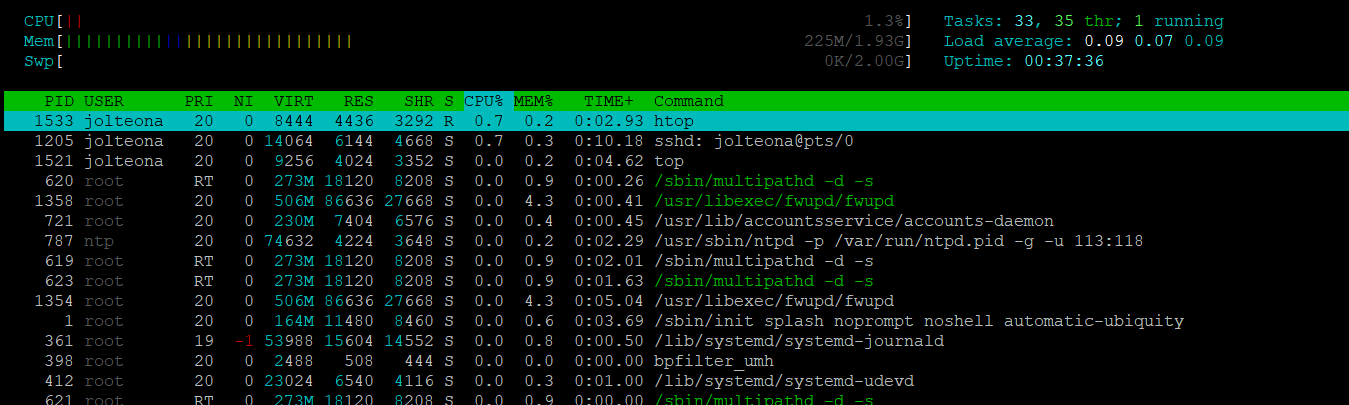 CPU[|| 1.3%] Tasks: 33, 35 thr; 1 running
Mem[||||||||||||||||||||||||||||| 225M/1.93G] Load average: 0.09 0.07 0.09
Swp[ 0K/2.00G] Uptime: 00:37:36
PID USER PRI NI VIRT RES SHR S CPU% MEM% TIME+ Command
1533 jolteona 20 0 8444 4436 3292 R 0.7 0.2 0:02.93 htop
1205 jolteona 20 0 14064 6144 4668 S 0.7 0.3 0:10.18 sshd: jolteona@pts/0
1521 jolteona 20 0 9256 4024 3352 S 0.0 0.2 0:04.62 top
620 root RT 0 273M 18120 8208 S 0.0 0.9 0:00.26 /sbin/multipathd -d -s
1358 root 20 0 506M 86636 27668 S 0.0 4.3 0:00.41 /usr/libexec/fwupd/fwupd
721 root 20 0 230M 7404 6576 S 0.0 0.4 0:00.45 /usr/lib/accountsservice/accounts-daemon
787 ntp 20 0 74632 4224 3648 S 0.0 0.2 0:02.29 /usr/sbin/ntpd -p /var/run/ntpd.pid -g -u 113:118
619 root RT 0 273M 18120 8208 S 0.0 0.9 0:02.01 /sbin/multipathd -d -s
623 root RT 0 273M 18120 8208 S 0.0 0.9 0:01.63 /sbin/multipathd -d -s
1354 root 20 0 506M 86636 27668 S 0.0 4.3 0:05.04 /usr/libexec/fwupd/fwupd
1 root 20 0 164M 11480 8460 S 0.0 0.6 0:03.69 /sbin/init splash noprompt noshell automatic-ubiquity
361 root 19 -1 53988 15604 14552 S 0.0 0.8 0:00.50 /lib/systemd/systemd-journald
398 root 20 0 2488 508 444 S 0.0 0.0 0:00.00 bpfilter_umh
412 root 20 0 23024 6540 4116 S 0.0 0.3 0:01.00 /lib/systemd/systemd-udevd
621 root RT 0 273M 18120 8208 S 0.0 0.9 0:00.00 /sbin/multipathd -d -s